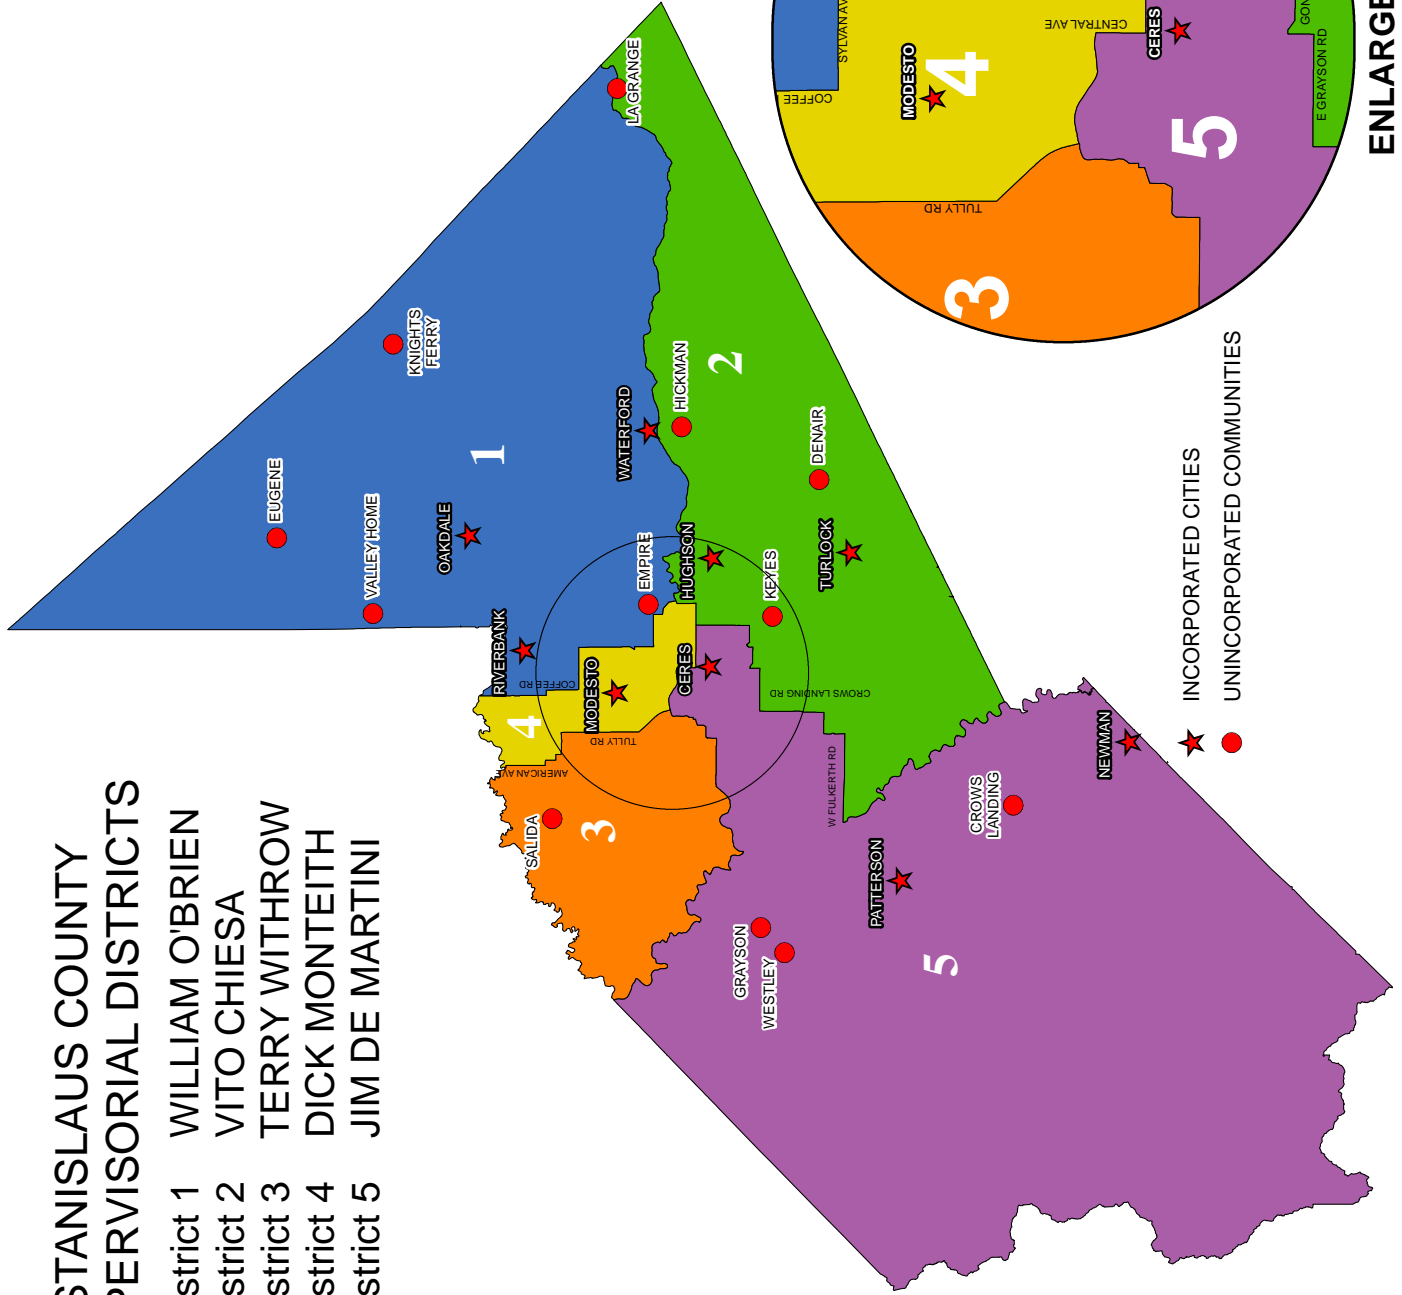 STANISLAUS COUNTY
PERVISORIAL DISTRICTS
strict 1 WILLIAM O'BRIEN
strict 2 VITO CHIESA
strict 3 TERRY WITHROW
strict 4 DICK MONTEITH
strict 5 JIM DE MARTINI
EUGENE
VALLEY HOME
KNIGHTS
FERRY
OAKDALE
1
RIVERBANK
COFFEE RD
4
AMERICAN AVE
SALIDA
3
MODESTO
TULLY RD
WATERFORD
EMPIRE
LA GRANGE
HICKMAN
2
HUGHSON
CERES
KEYES
DENAIR
TURLOCK
CROWS LANDING RD
W FULKERTH RD
GRAYSON
WESTLEY
PATTERSON
5
CROWS
LANDING
NEWMAN
INCORPORATED CITIES
UNINCORPORATED COMMUNITIES
COFFEE
SYLVAN AV
MODESTO
4
TULLY RD
3
CENTRAL AVE
CERES
5
GON
E GRAYSON RD
ENLARGE